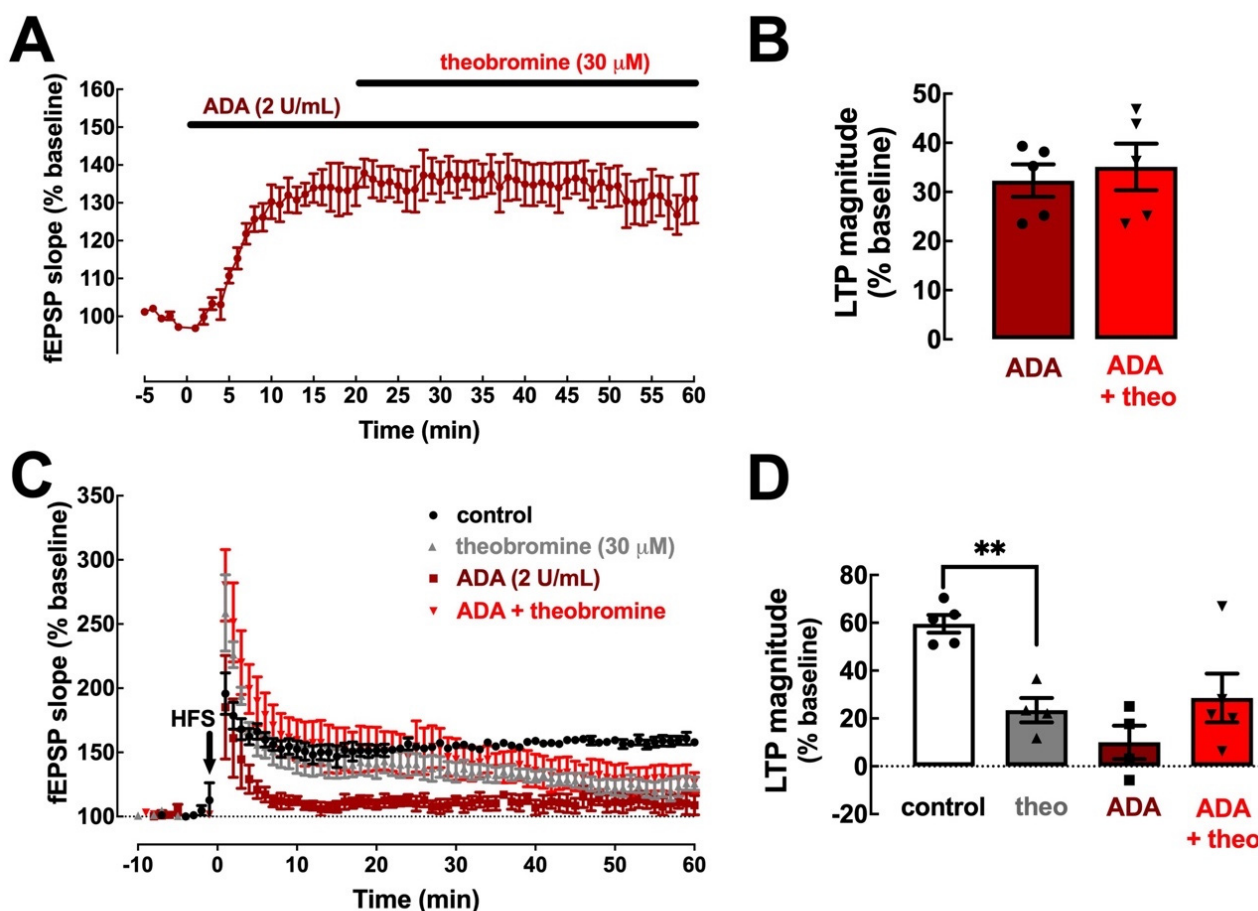 A
theobromine (30 μM)
ADA (2 U/mL)
fEPSP slope (% baseline)
160
150
140
130
120
110
100
-5 0 5 10 15 20 25 30 35 40 45 50 55 60
Time (min)
B
LTP magnitude
(% baseline)
50
40
30
20
10
0
ADA
ADA
+ theo
C
fEPSP slope (% baseline)
350
300
250
200
150
100
HFS
control
theobromine (30 μM)
ADA (2 U/mL)
ADA + theobromine
-10 0 10 20 30 40 50 60
Time (min)
D
LTP magnitude
(% baseline)
80
60
40
20
0
-20
**
control
theo
ADA
ADA
+ theo